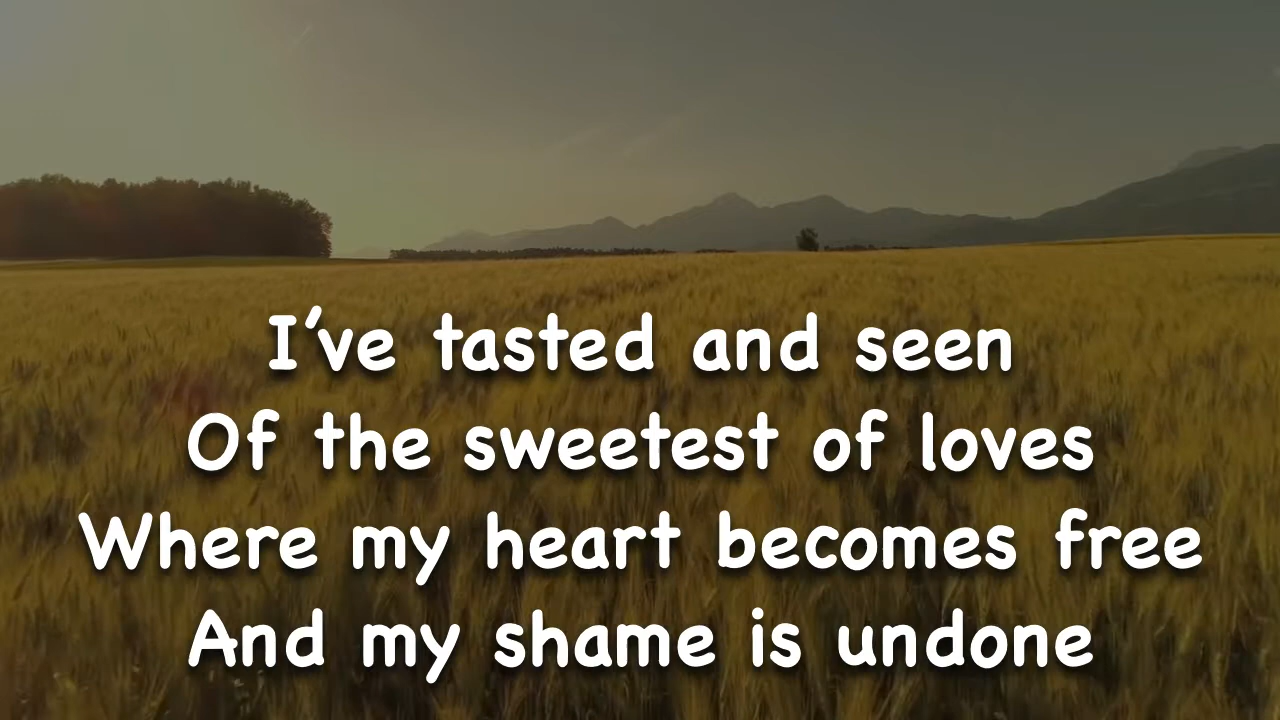 I’ve tasted and seen
Of the sweetest of loves
Where my heart becomes free
And my shame is undone